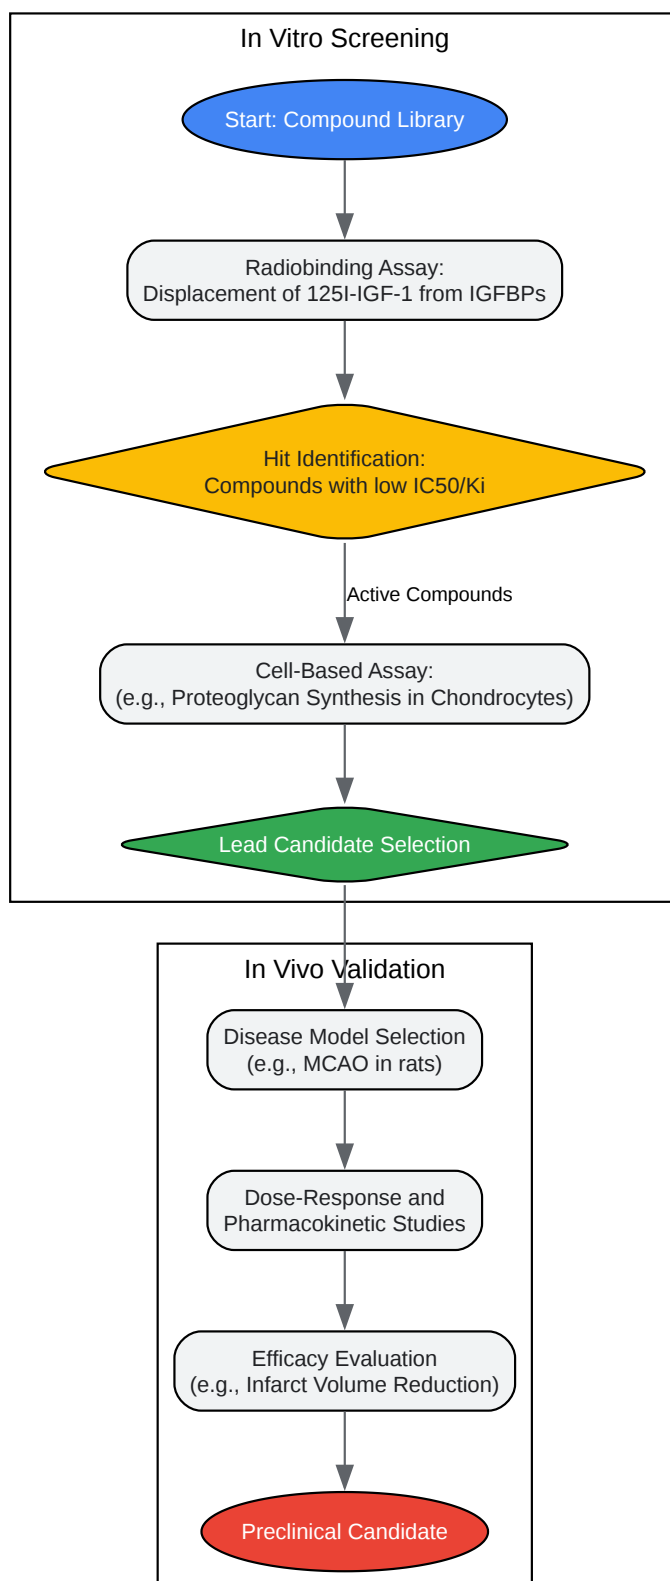 In Vitro Screening
Start: Compound Library
Radiobinding Assay:
Displacement of 125I-IGF-1 from IGFBPs
Hit Identification:
Compounds with low IC50/Ki
Active Compounds
Cell-Based Assay:
(e.g., Proteoglycan Synthesis in Chondrocytes)
Lead Candidate Selection
In Vivo Validation
Disease Model Selection
(e.g., MCAO in rats)
Dose-Response and
Pharmacokinetic Studies
Efficacy Evaluation
(e.g., Infarct Volume Reduction)
Preclinical Candidate